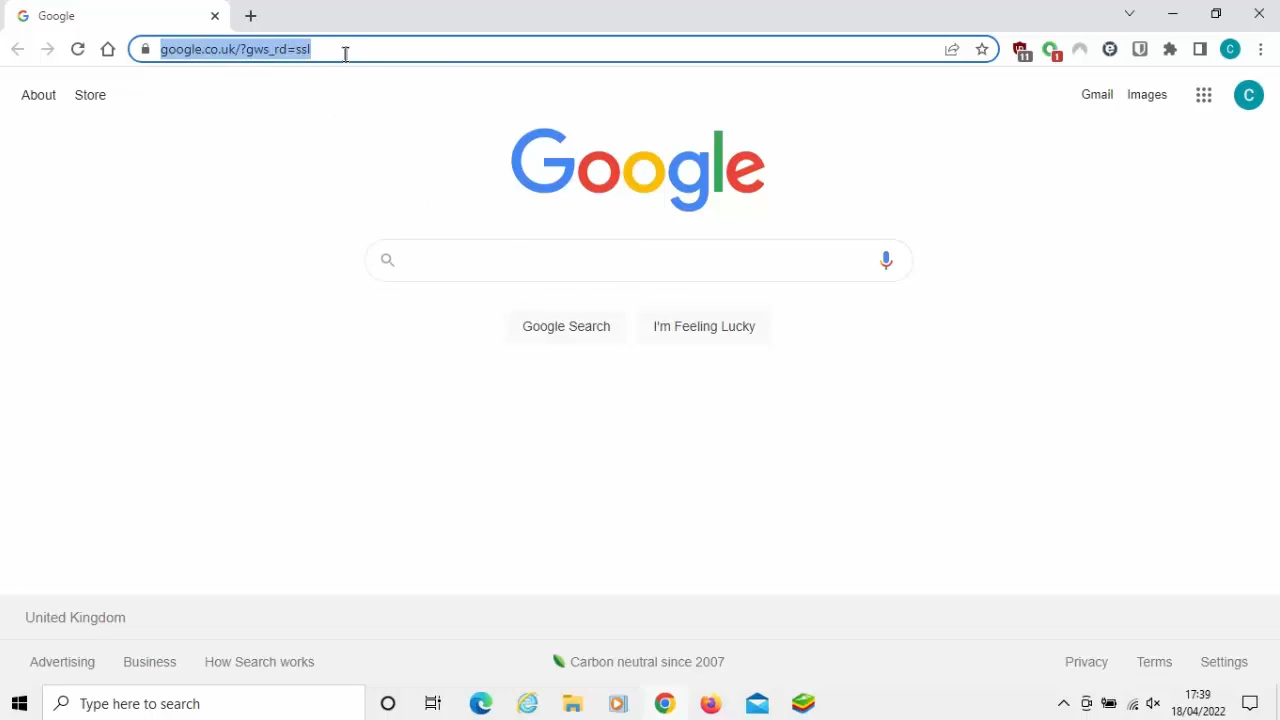 Google
google.co.uk/?gws_rd=ssl
11
1
C
About
Store
Gmail
Images
C
Google
Google Search
I'm Feeling Lucky
United Kingdom
Advertising
Business
How Search works
Carbon neutral since 2007
Privacy
Terms
Settings
Type here to search
17:39
18/04/2022